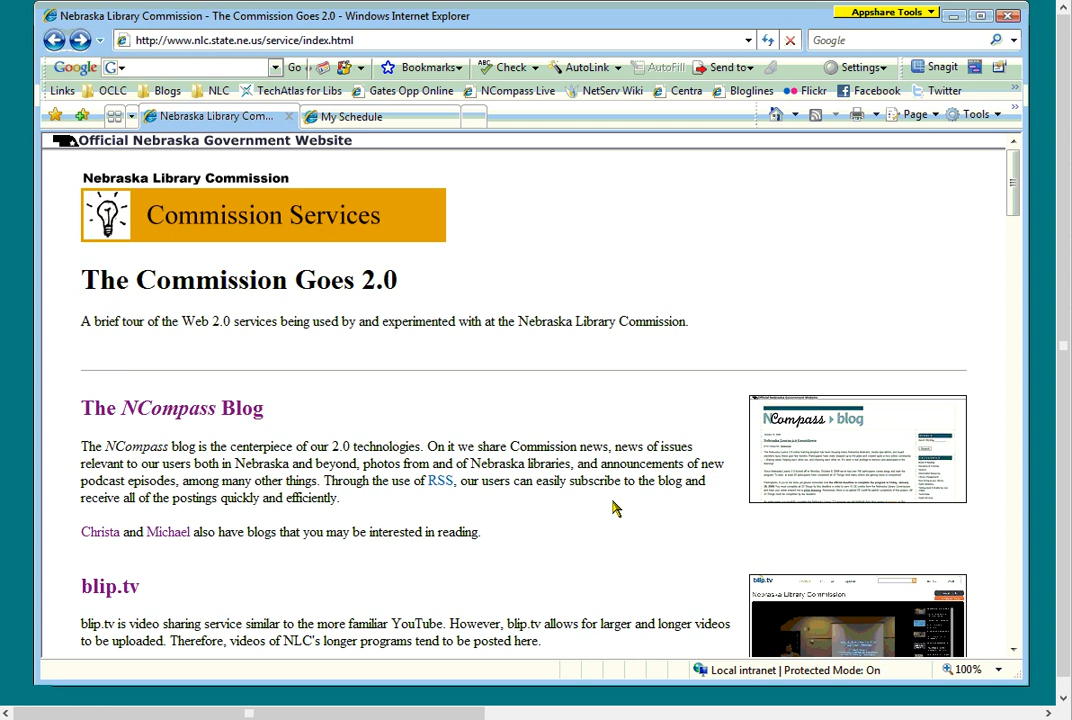 Nebraska Library Commission - The Commission Goes 2.0 - Windows Internet Explorer
Appshare Tools
http://www.nlc.state.ne.us/service/index.html
Google
Google G Go Bookmarks ABC Check AutoLink AutoFill Send to Settings Snagit
Links OCLC Blogs NLC TechAtlas for Libs Gates Opp Online NCompass Live NetServ Wiki Centra Bloglines Flickr Facebook Twitter
Nebraska Library Com... My Schedule Page Tools
Official Nebraska Government Website
Nebraska Library Commission
Commission Services
The Commission Goes 2.0
A brief tour of the Web 2.0 services being used by and experimented with at the Nebraska Library Commission.
The NCompass Blog
NCompass blog
The NCompass blog is the centerpiece of our 2.0 technologies. On it we share Commission news, news of issues
relevant to our users both in Nebraska and beyond, photos from and of Nebraska libraries, and announcements of new
podcast episodes, among many other things. Through the use of RSS, our users can easily subscribe to the blog and
receive all of the postings quickly and efficiently.
Christa and Michael also have blogs that you may be interested in reading.
blip.tv
blip.tv
Nebraska Library Commission
blip.tv is video sharing service similar to the more familiar YouTube. However, blip.tv allows for larger and longer videos
to be uploaded. Therefore, videos of NLC's longer programs tend to be posted here.
Local intranet | Protected Mode: On
100%